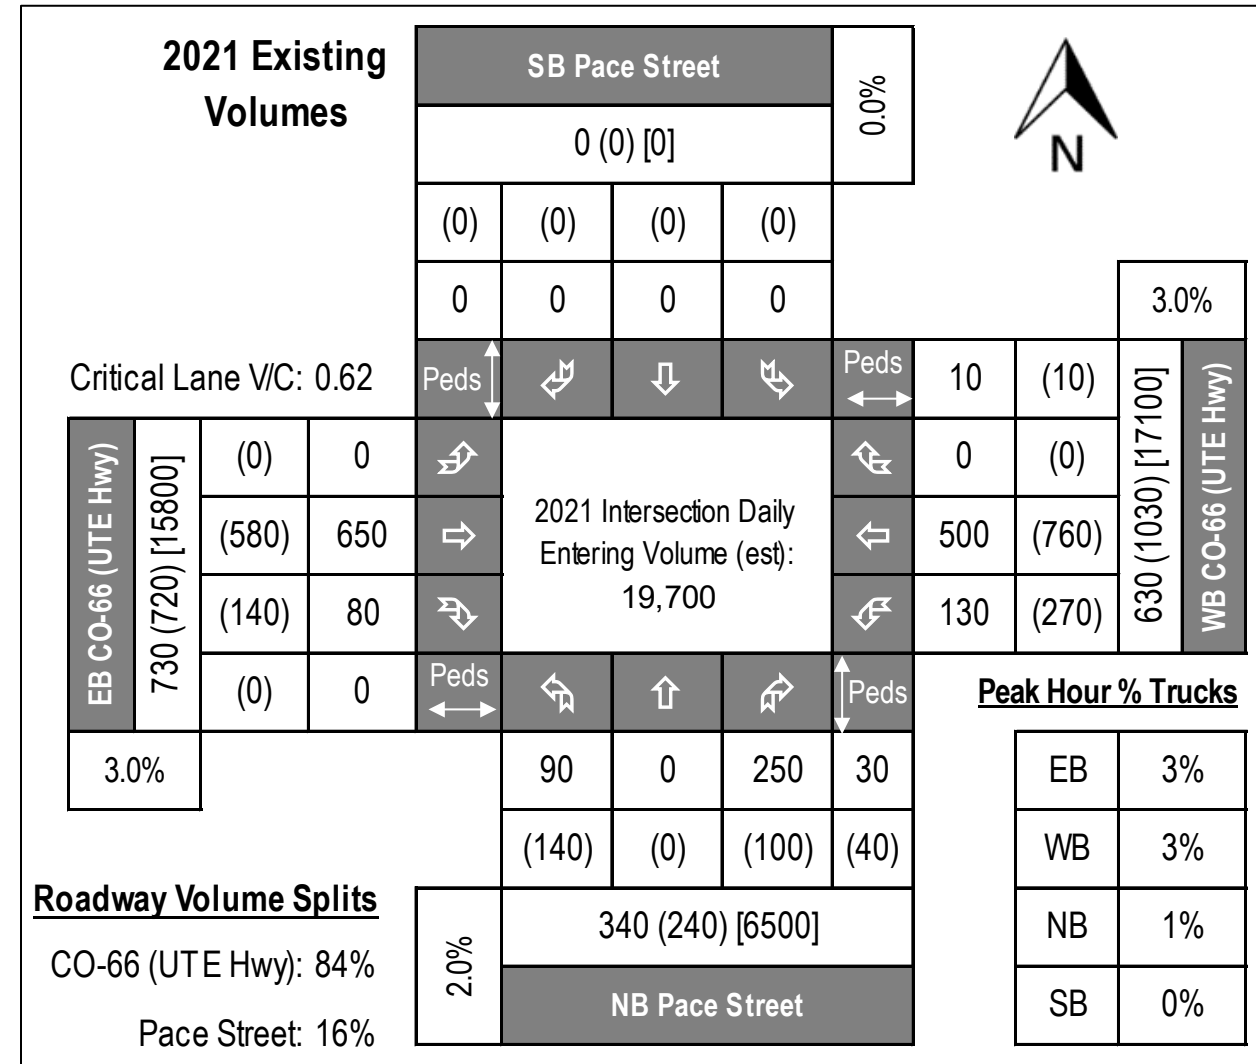 2021 Existing
Volumes
SB Pace Street
0.0%
N
0 (0) [0]
(0) (0) (0) (0)
0 0 0 0
3.0%
Critical Lane V/C: 0.62
Peds
Peds
10 (10)
EB CO-66 (UTE Hwy)
730 (720) [15800]
(0) 0
(580) 650
(140) 80
(0) 0
2021 Intersection Daily
Entering Volume (est):
19,700
0 (0)
500 (760)
130 (270)
630 (1030) [17100]
WB CO-66 (UTE Hwy)
Peds
Peds
3.0%
90 0 250 30
(140) (0) (100) (40)
2.0%
340 (240) [6500]
NB Pace Street
Peak Hour % Trucks
EB 3%
WB 3%
NB 1%
SB 0%
Roadway Volume Splits
CO-66 (UTE Hwy): 84%
Pace Street: 16%